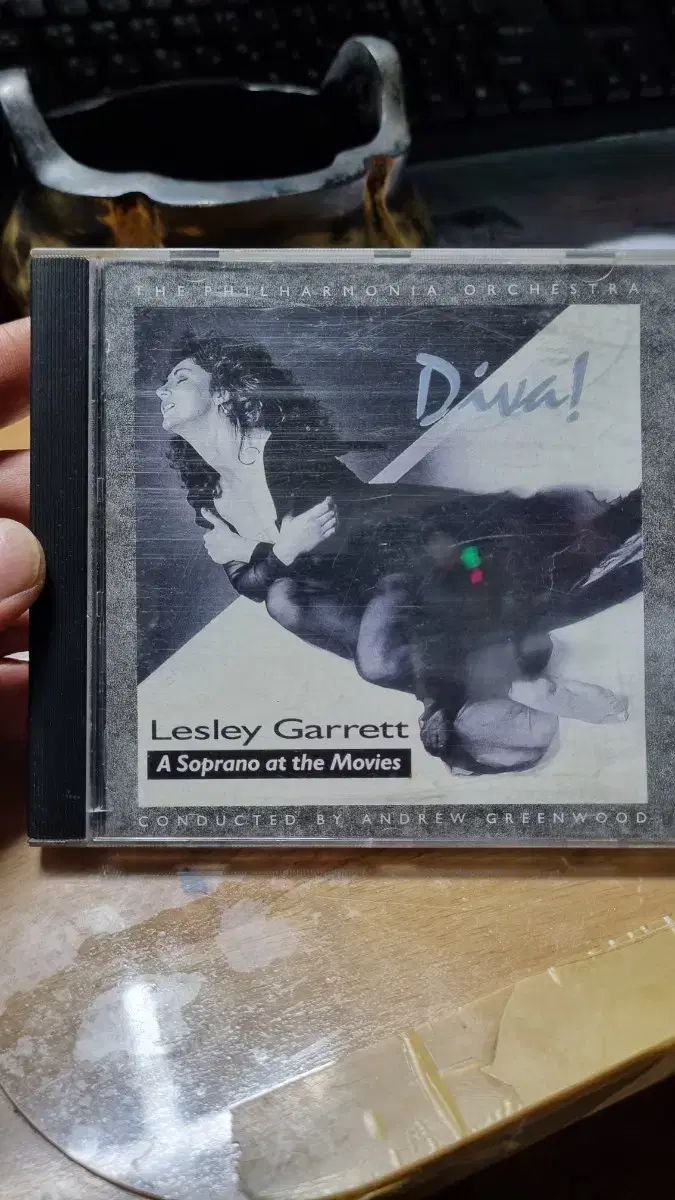 THE PHILHARMONIA ORCHESTRA
Diva!
Lesley Garrett
A Soprano at the Movies
CONDUCTED BY ANDREW GREENWOOD